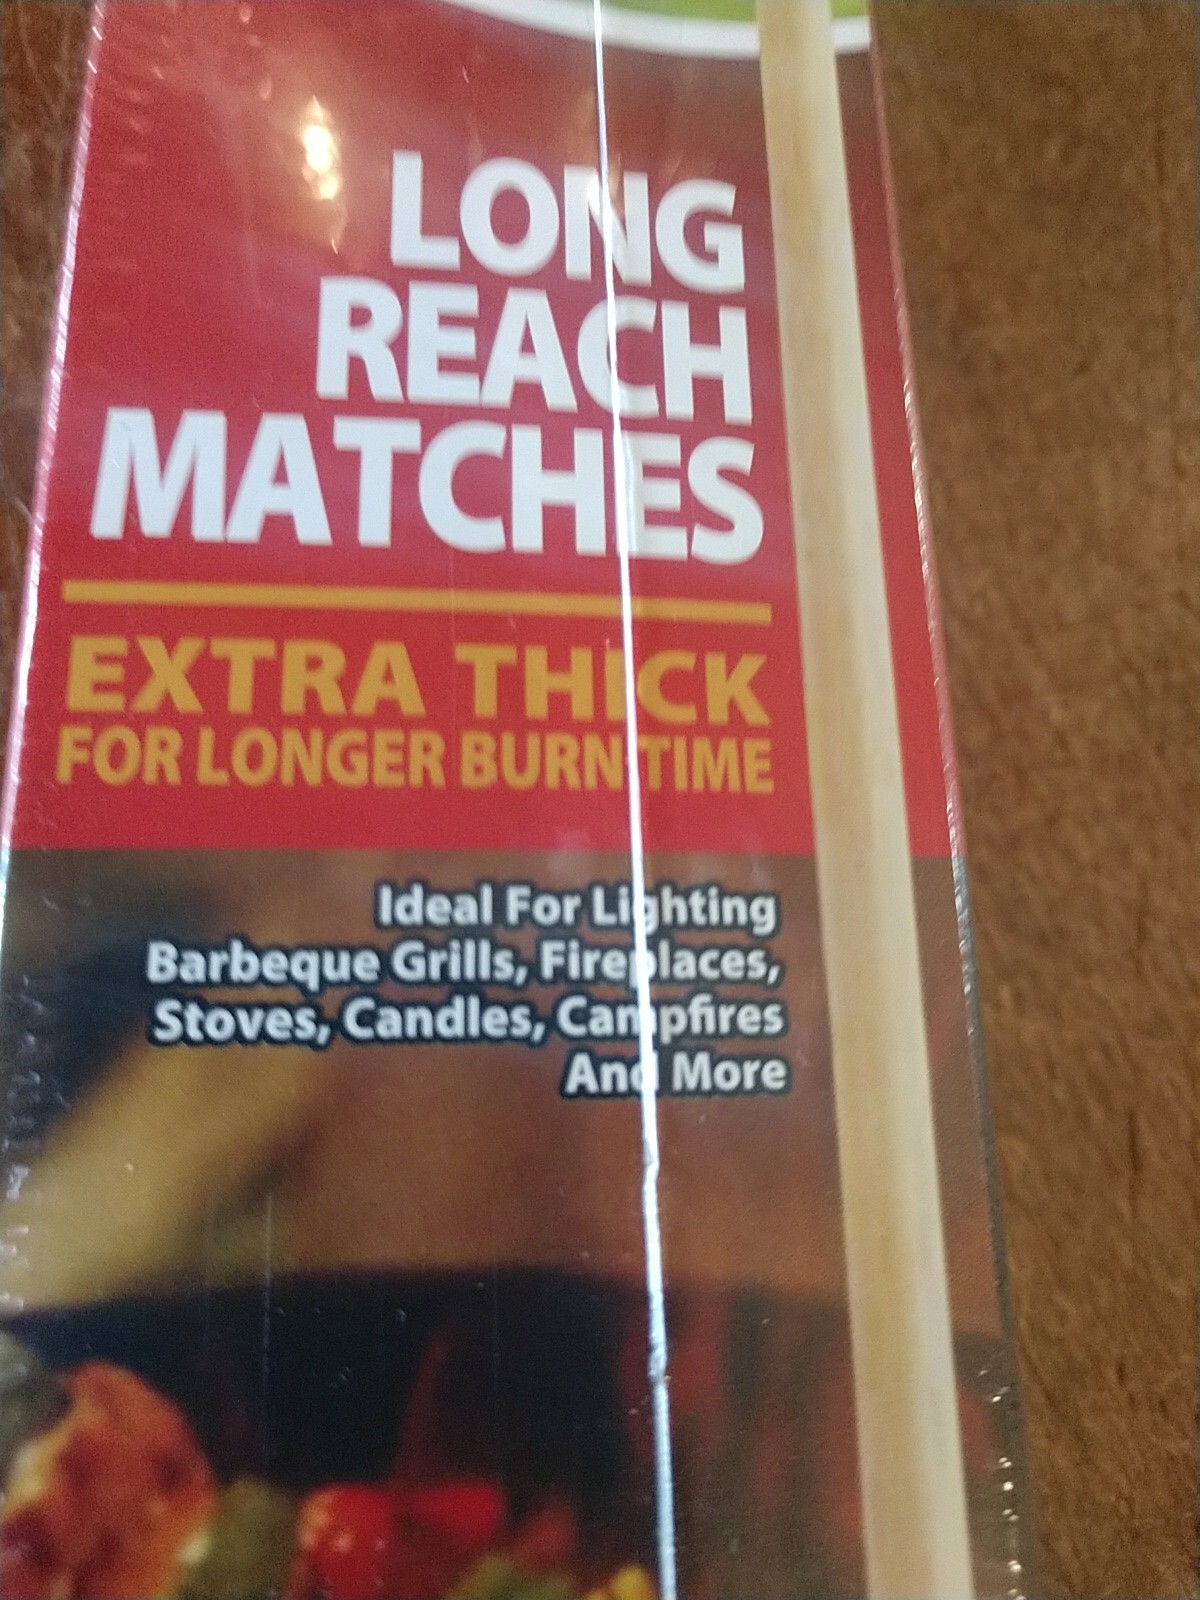 LONG
REACH
MATCHES
EXTRA THICK
FOR LONGER BURN TIME
Ideal For Lighting
Barbeque Grills, Fireplaces,
Stoves, Candles, Campfires
And More